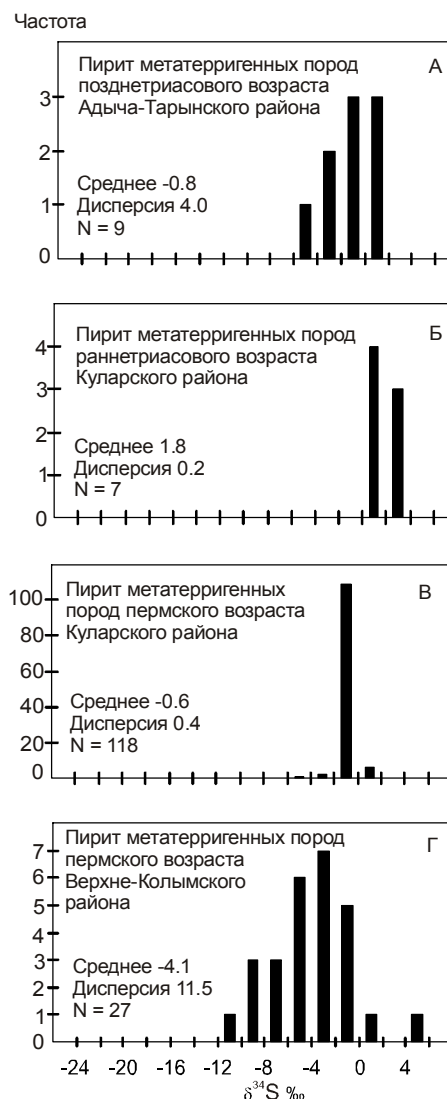 Частота
Пирит метатерригенных пород
позднетриасового возраста
Адыча-Тарынского района
А
3
2
1
0
Среднее -0.8
Дисперсия 4.0
N = 9
Пирит метатерригенных пород
раннетриасового возраста
Куларского района
Б
4
3
2
1
0
Среднее 1.8
Дисперсия 0.2
N = 7
Пирит метатерригенных
пород пермского возраста
Куларского района
В
100
80
60
40
20
0
Среднее -0.6
Дисперсия 0.4
N = 118
Пирит метатерригенных пород
пермского возраста
Верхне-Колымского
района
Г
7
6
5
4
3
2
1
0
Среднее -4.1
Дисперсия 11.5
N = 27
-24 -20 -16 -12 -8 -4 0 4
δ³⁴S ‰